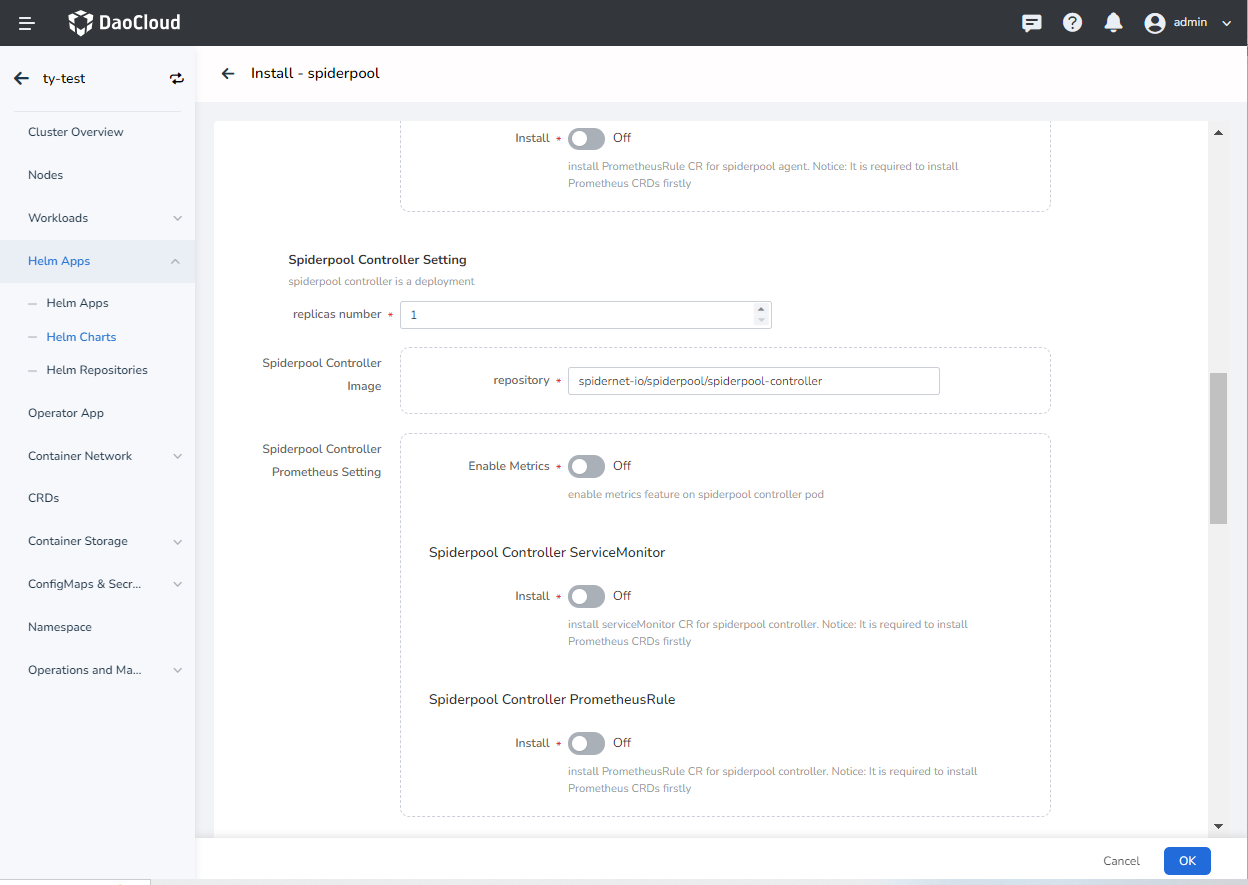 DaoCloud
admin
ty-test
Install - spiderpool
Cluster Overview
Nodes
Workloads
Helm Apps
Helm Apps
Helm Charts
Helm Repositories
Operator App
Container Network
CRDs
Container Storage
ConfigMaps & Secr...
Namespace
Operations and Ma...
Install * Off
install PrometheusRule CR for spiderpool agent. Notice: It is required to install
Prometheus CRDs firstly
Spiderpool Controller Setting
spiderpool controller is a deployment
replicas number * 1
Spiderpool Controller
Image
repository * spidernet-io/spiderpool/spiderpool-controller
Spiderpool Controller
Prometheus Setting
Enable Metrics * Off
enable metrics feature on spiderpool controller pod
Spiderpool Controller ServiceMonitor
Install * Off
install serviceMonitor CR for spiderpool controller. Notice: It is required to install
Prometheus CRDs firstly
Spiderpool Controller PrometheusRule
Install * Off
install PrometheusRule CR for spiderpool controller. Notice: It is required to install
Prometheus CRDs firstly
Cancel
OK